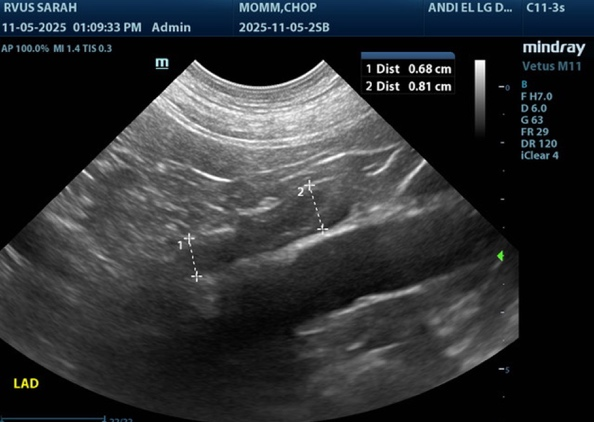 RVUS SARAH MOMM,CHOP ANDI EL LG D... C11-3s
11-05-2025 01:09:33 PM Admin 2025-11-05-2SB
AP 100.0% MI 1.4 TIS 0.3
m
1 Dist 0.68 cm
2 Dist 0.81 cm
mindray
Vetus M11
B
F H7.0
D 6.0
G 63
FR 29
DR 120
iClear 4
0
2
1
5
LAD